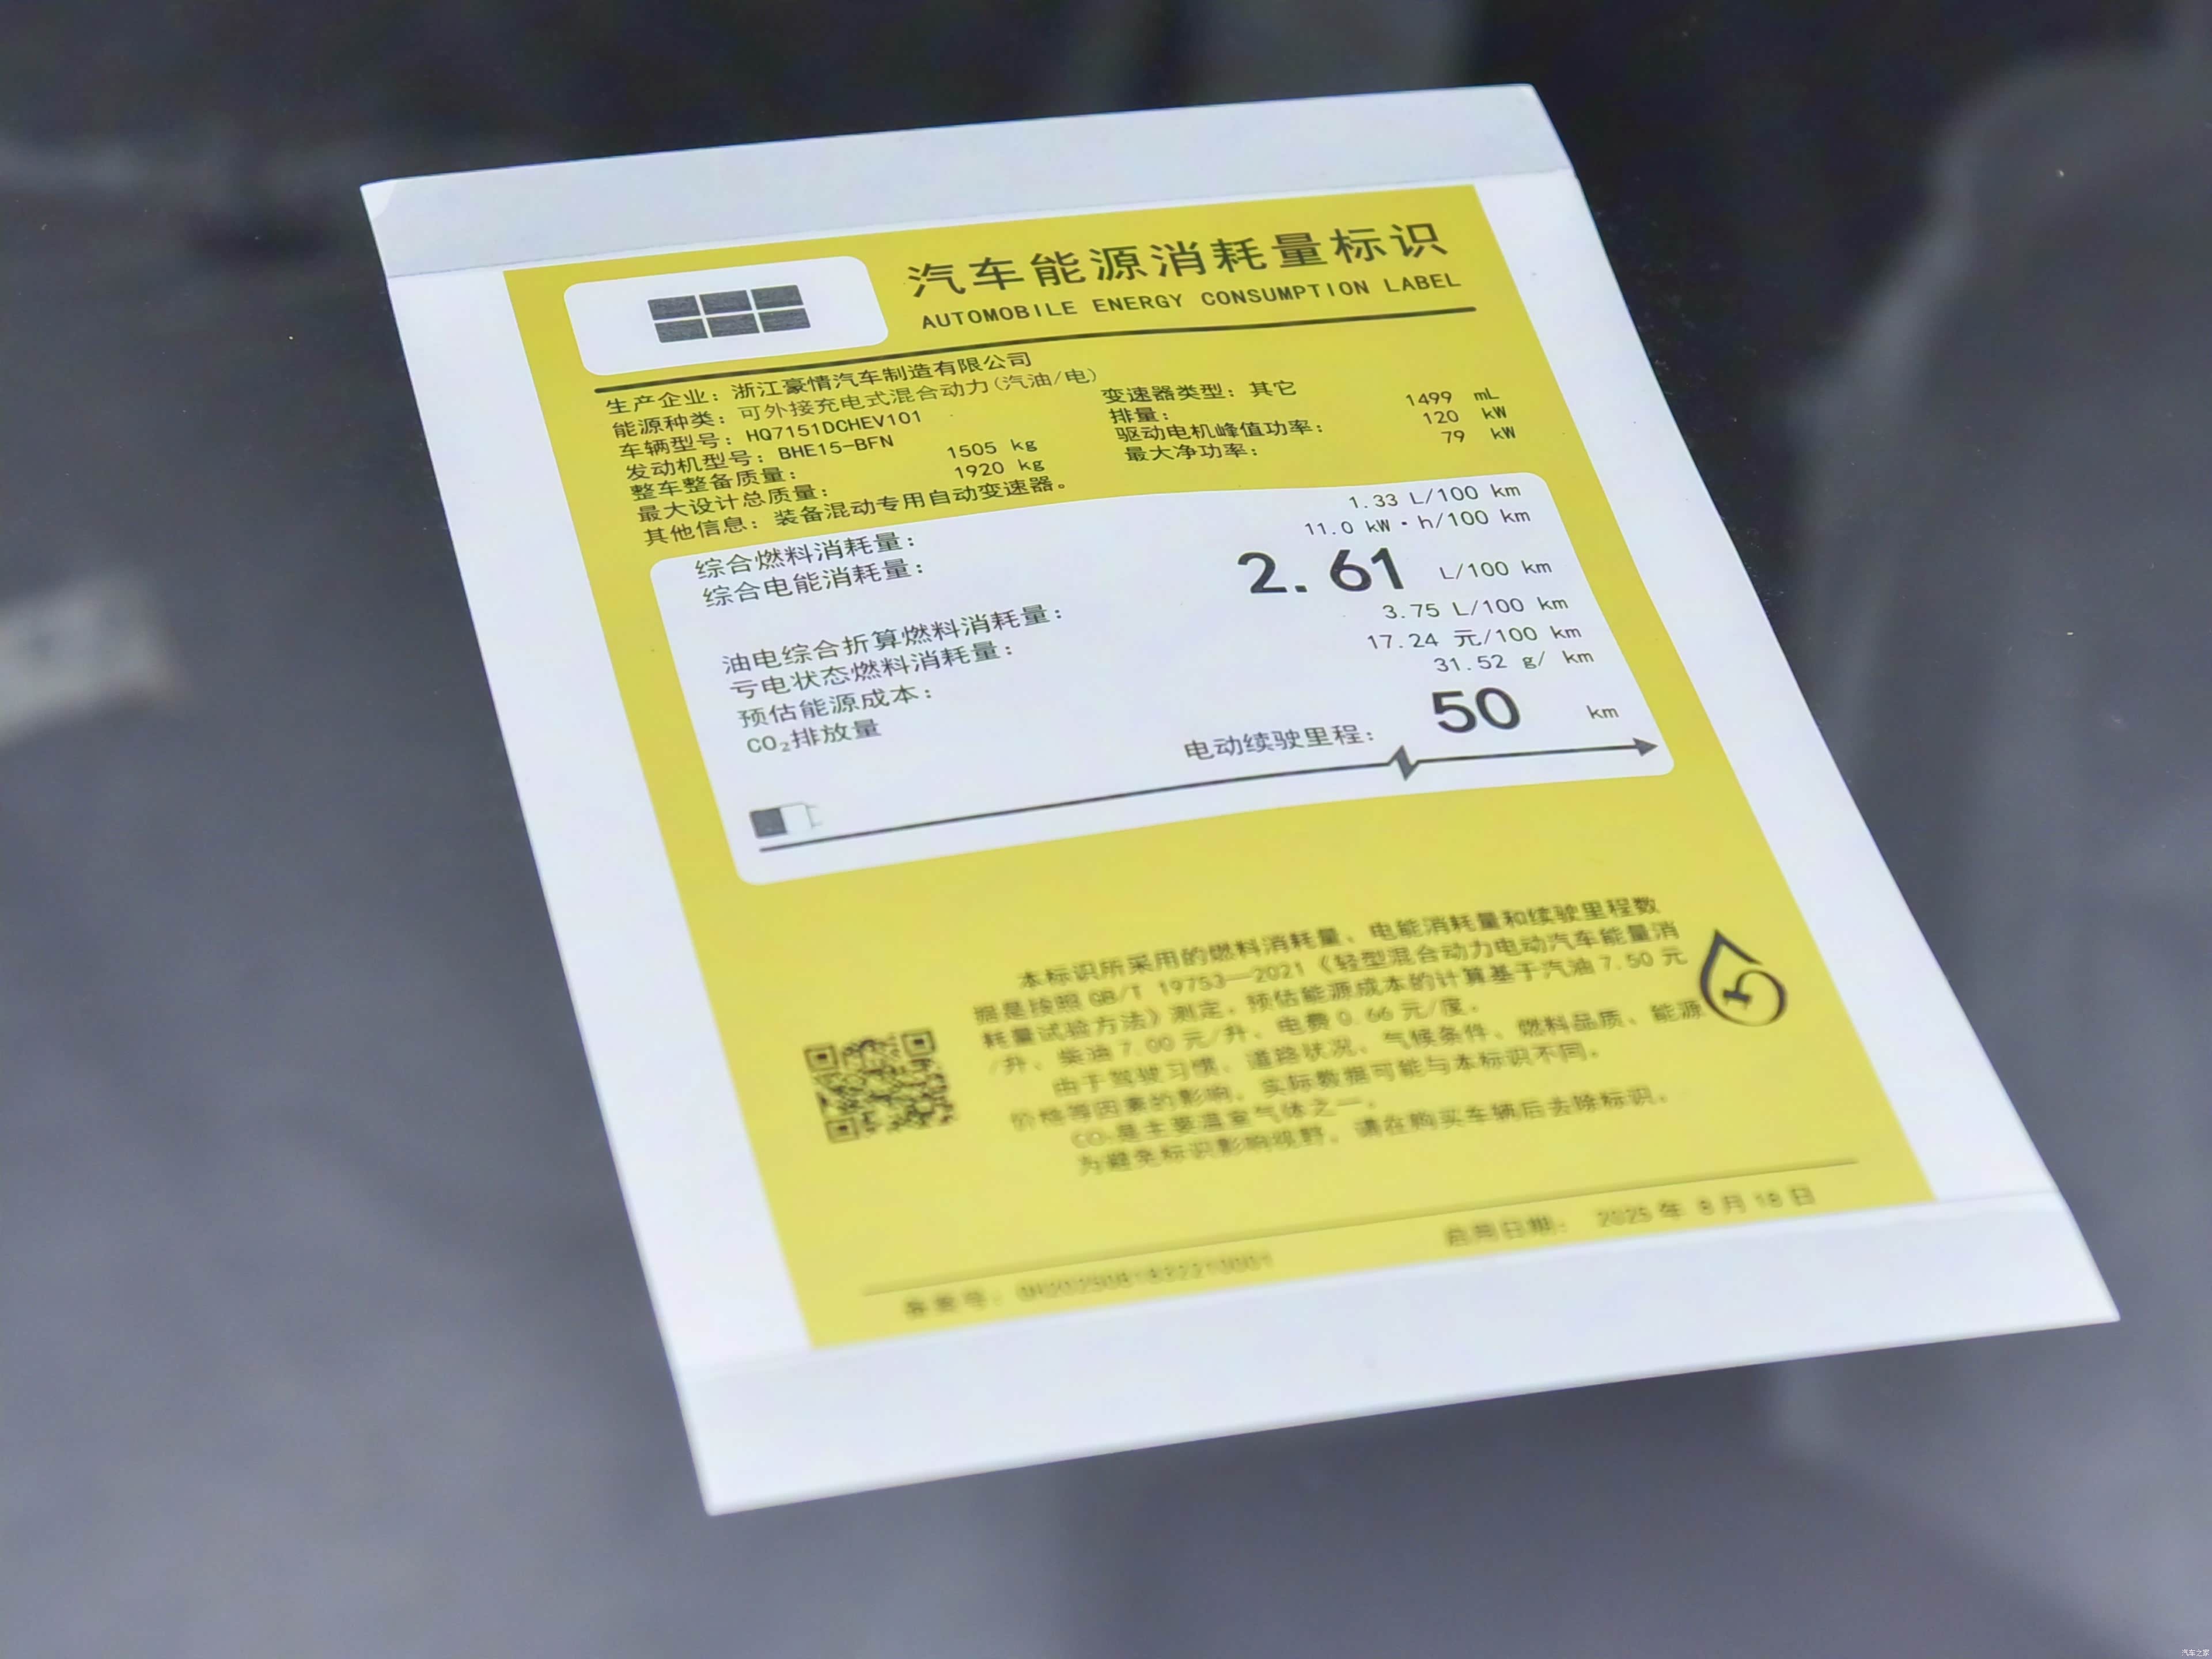 汽车能源消耗量标识
AUTOMOBILE ENERGY CONSUMPTION LABEL
生产企业：浙江豪情汽车制造有限公司
能源种类：可外接充电式混合动力(汽油/电)
车辆型号：HQ7151DCHEV101
发动机型号：BHE15-BFN
整车整备质量： 1505 kg
最大设计总质量： 1920 kg
其他信息：装备混动专用自动变速器。
变速器类型：其它
排量： 1499 mL
驱动电机峰值功率： 120 kW
最大净功率： 79 kW
综合燃料消耗量： 1.33 L/100 km
综合电能消耗量： 11.0 kW·h/100 km
油电综合折算燃料消耗量： 2.61 L/100 km
亏电状态燃料消耗量： 3.75 L/100 km
预估能源成本： 17.24 元/100 km
CO₂排放量 31.52 g/ km
电动续驶里程： 50 km
本标识所采用的燃料消耗量、电能消耗量和续驶里程数
据是按照 GB/T 19753—2021《轻型混合动力电动汽车能量消
耗量试验方法》测定，预估能源成本的计算基于汽油 7.50 元
/升、柴油 7.00 元/升、电费 0.66 元/度。
由于驾驶习惯、道路状况、气候条件、燃料品质、能源
价格等因素的影响，实际数据可能与本标识不同。
CO₂是主要温室气体之一。
为避免标识影响视野，请在购买车辆后去除标识。
备案号：
启用日期： 2025 年 8 月 18 日
汽车之家